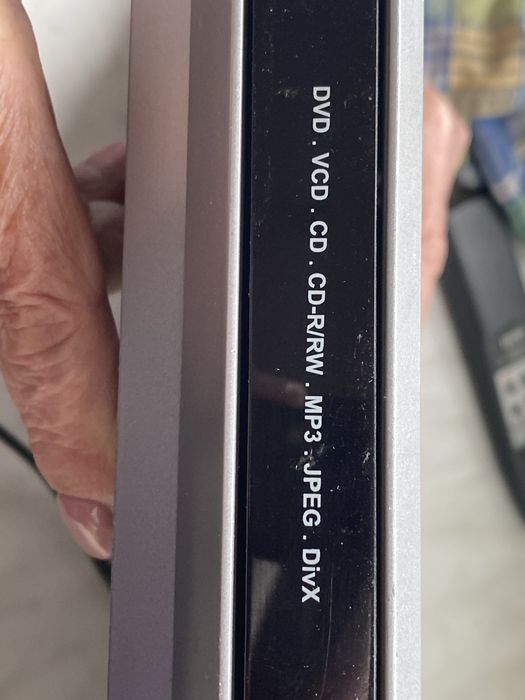 DVD . VCD . CD . CD-R/RW . MP3 . JPEG . DivX